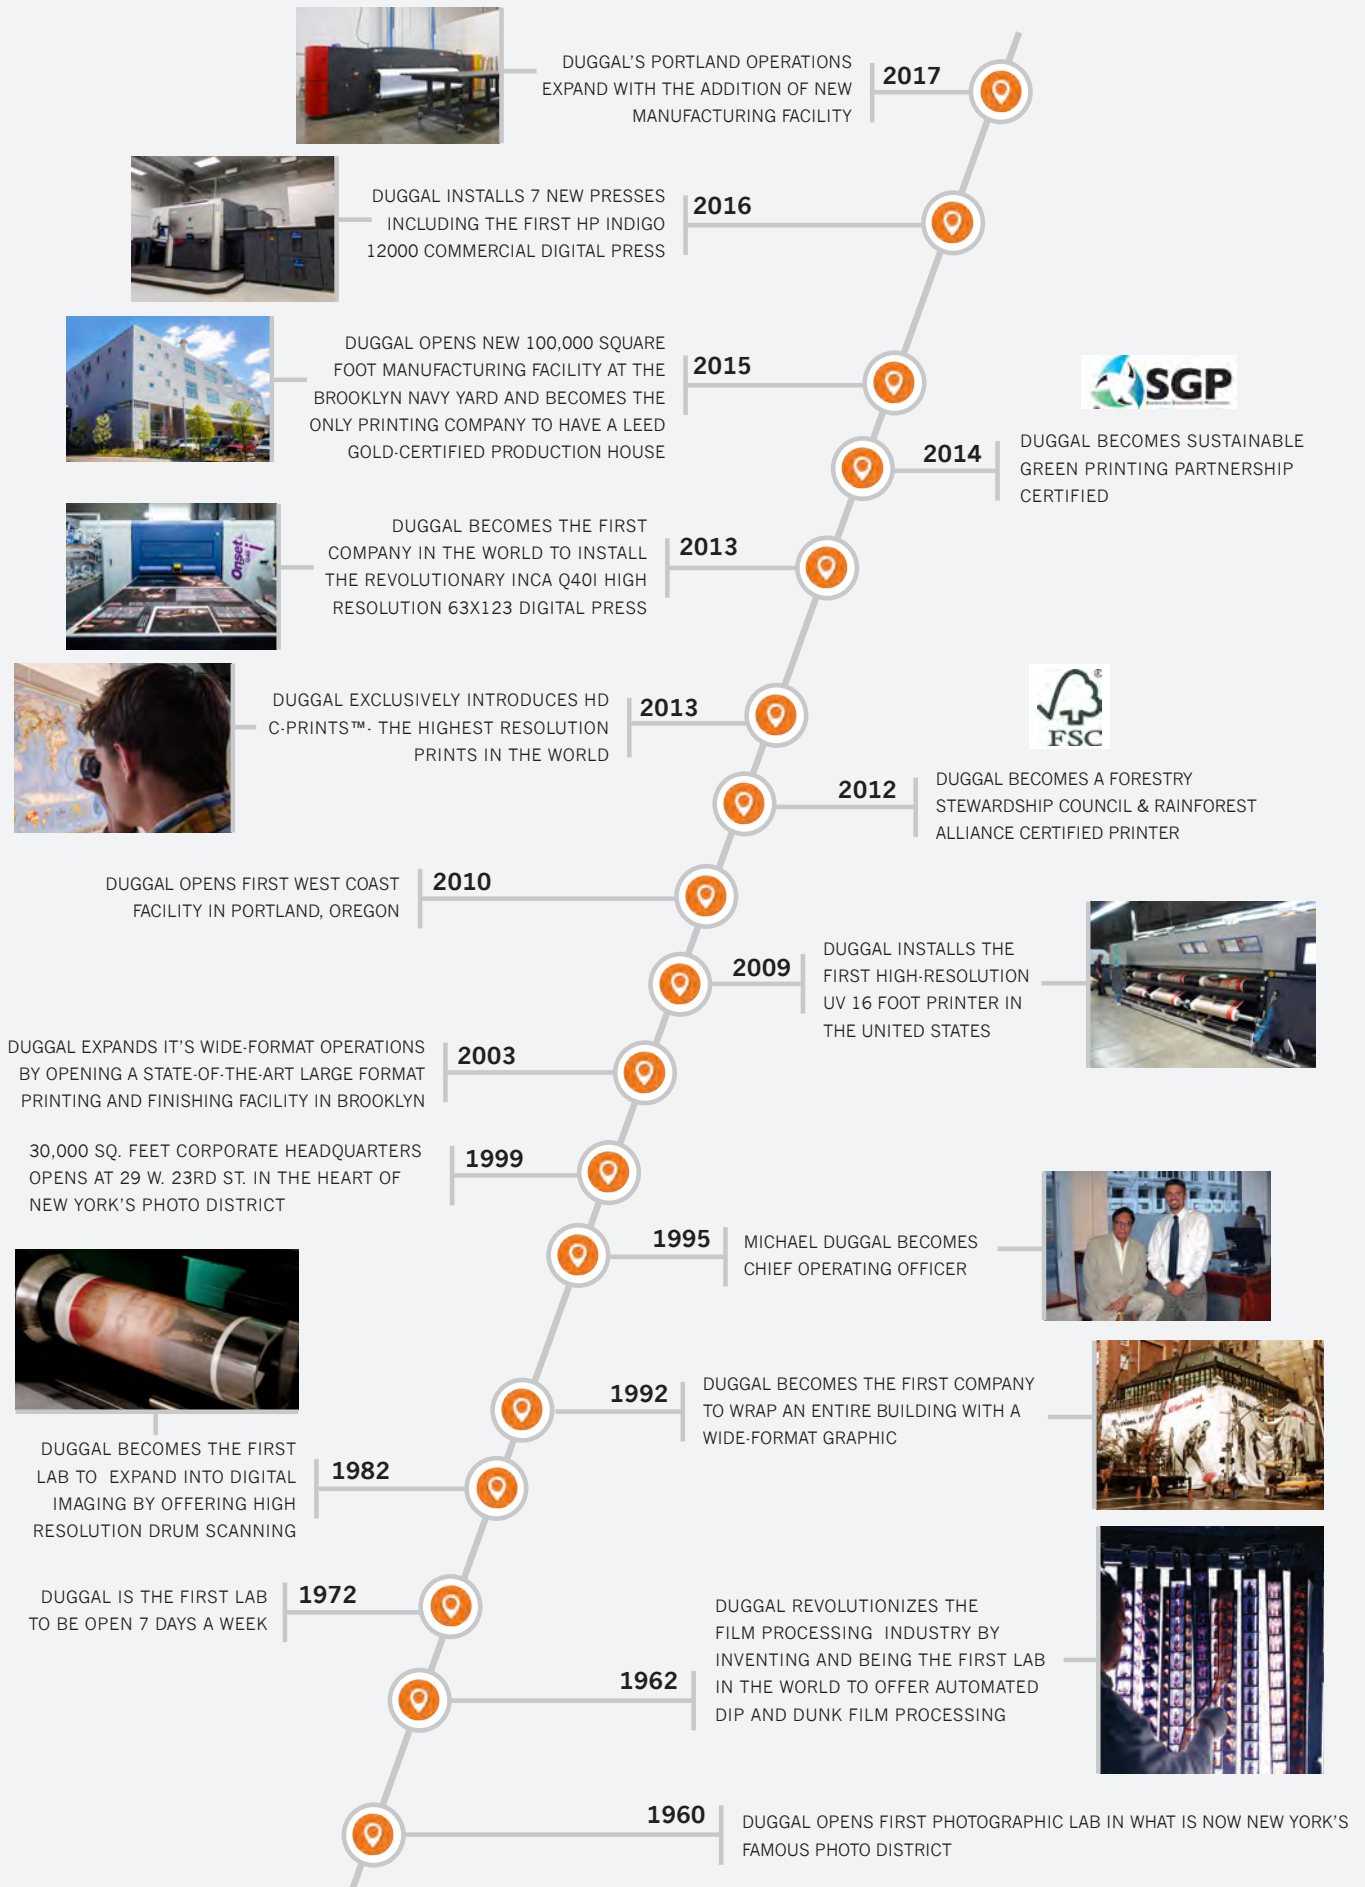 DUGGAL'S PORTLAND OPERATIONS
EXPAND WITH THE ADDITION OF NEW
MANUFACTURING FACILITY
2017
DUGGAL INSTALLS 7 NEW PRESSES
INCLUDING THE FIRST HP INDIGO
12000 COMMERCIAL DIGITAL PRESS
2016
DUGGAL OPENS NEW 100,000 SQUARE
FOOT MANUFACTURING FACILITY AT THE
BROOKLYN NAVY YARD AND BECOMES THE
ONLY PRINTING COMPANY TO HAVE A LEED
GOLD-CERTIFIED PRODUCTION HOUSE
2015
SGP
2014
DUGGAL BECOMES SUSTAINABLE
GREEN PRINTING PARTNERSHIP
CERTIFIED
Onset
DUGGAL BECOMES THE FIRST
COMPANY IN THE WORLD TO INSTALL
THE REVOLUTIONARY INCA Q40I HIGH
RESOLUTION 63X123 DIGITAL PRESS
2013
DUGGAL EXCLUSIVELY INTRODUCES HD
C-PRINTS™- THE HIGHEST RESOLUTION
PRINTS IN THE WORLD
2013
®
FSC
2012
DUGGAL BECOMES A FORESTRY
STEWARDSHIP COUNCIL & RAINFOREST
ALLIANCE CERTIFIED PRINTER
DUGGAL OPENS FIRST WEST COAST
FACILITY IN PORTLAND, OREGON
2010
2009
DUGGAL INSTALLS THE
FIRST HIGH-RESOLUTION
UV 16 FOOT PRINTER IN
THE UNITED STATES
DUGGAL EXPANDS IT'S WIDE-FORMAT OPERATIONS
BY OPENING A STATE-OF-THE-ART LARGE FORMAT
PRINTING AND FINISHING FACILITY IN BROOKLYN
2003
30,000 SQ. FEET CORPORATE HEADQUARTERS
OPENS AT 29 W. 23RD ST. IN THE HEART OF
NEW YORK'S PHOTO DISTRICT
1999
1995
MICHAEL DUGGAL BECOMES
CHIEF OPERATING OFFICER
1992
DUGGAL BECOMES THE FIRST COMPANY
TO WRAP AN ENTIRE BUILDING WITH A
WIDE-FORMAT GRAPHIC
DUGGAL BECOMES THE FIRST
LAB TO EXPAND INTO DIGITAL
IMAGING BY OFFERING HIGH
RESOLUTION DRUM SCANNING
1982
DUGGAL IS THE FIRST LAB
TO BE OPEN 7 DAYS A WEEK
1972
1962
DUGGAL REVOLUTIONIZES THE
FILM PROCESSING INDUSTRY BY
INVENTING AND BEING THE FIRST LAB
IN THE WORLD TO OFFER AUTOMATED
DIP AND DUNK FILM PROCESSING
1960
DUGGAL OPENS FIRST PHOTOGRAPHIC LAB IN WHAT IS NOW NEW YORK'S
FAMOUS PHOTO DISTRICT